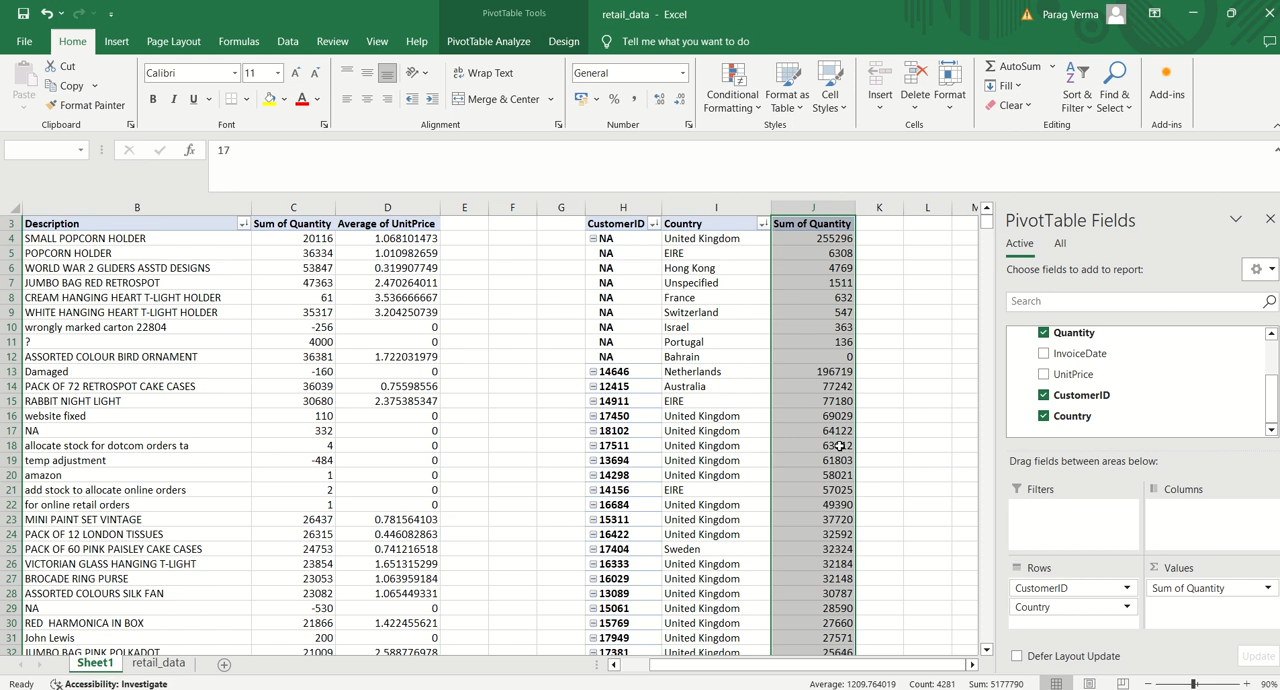 PivotTable Tools
retail_data - Excel
Parag Verma
File Home Insert Page Layout Formulas Data Review View Help PivotTable Analyze Design Tell me what you want to do
Paste
Cut
Copy
Format Painter
Clipboard
Calibri 11
B I U
Font
Wrap Text
Merge & Center
Alignment
General
% ,
Number
Conditional Formatting
Format as Table
Cell Styles
Styles
Insert
Delete
Format
Cells
AutoSum
Fill
Clear
Sort & Filter
Find & Select
Editing
Add-ins
Add-ins
fx 17
B C D E F G H I J K L M
3 Description Sum of Quantity Average of UnitPrice CustomerID Country Sum of Quantity
4 SMALL POPCORN HOLDER 20116 1.068101473 NA United Kingdom 255296
5 POPCORN HOLDER 36334 1.010982659 NA EIRE 6308
6 WORLD WAR 2 GLIDERS ASSTD DESIGNS 53847 0.319907749 NA Hong Kong 4769
7 JUMBO BAG RED RETROSPOT 47363 2.470264011 NA Unspecified 1511
8 CREAM HANGING HEART T-LIGHT HOLDER 61 3.536666667 NA France 632
9 WHITE HANGING HEART T-LIGHT HOLDER 35317 3.204250739 NA Switzerland 547
10 wrongly marked carton 22804 -256 0 NA Israel 363
11 ? 4000 0 NA Portugal 136
12 ASSORTED COLOUR BIRD ORNAMENT 36381 1.722031979 NA Bahrain 0
13 Damaged -160 0 14646 Netherlands 196719
14 PACK OF 72 RETROSPOT CAKE CASES 36039 0.75598556 12415 Australia 77242
15 RABBIT NIGHT LIGHT 30680 2.375385347 14911 EIRE 77180
16 website fixed 110 0 17450 United Kingdom 69029
17 NA 332 0 18102 United Kingdom 64122
18 allocate stock for dotcom orders ta 4 0 17511 United Kingdom
19 temp adjustment -484 0 13694 United Kingdom 61803
20 amazon 1 0 14298 United Kingdom 58021
21 add stock to allocate online orders 2 0 14156 EIRE 57025
22 for online retail orders 1 0 16684 United Kingdom 49390
23 MINI PAINT SET VINTAGE 26437 0.781564103 15311 United Kingdom 37720
24 PACK OF 12 LONDON TISSUES 26315 0.446082863 16422 United Kingdom 32592
25 PACK OF 60 PINK PAISLEY CAKE CASES 24753 0.741216518 17404 Sweden 32324
26 VICTORIAN GLASS HANGING T-LIGHT 23854 1.651315299 16333 United Kingdom 32184
27 BROCADE RING PURSE 23053 1.063959184 16029 United Kingdom 32148
28 ASSORTED COLOURS SILK FAN 23082 1.065449331 13089 United Kingdom 30787
29 NA -530 0 15061 United Kingdom 28590
30 RED HARMONICA IN BOX 21866 1.422455621 15769 United Kingdom 27660
31 John Lewis 200 0 17949 United Kingdom 27571
32 JUMBO BAG PINK POLKADOT 21009 2.588776978 17381 United Kingdom 25646
PivotTable Fields
Active All
Choose fields to add to report:
Search
Quantity
InvoiceDate
UnitPrice
CustomerID
Country
Drag fields between areas below:
Filters
Columns
Rows
Σ Values
CustomerID
Sum of Quantity
Country
Defer Layout Update Update
Sheet1 retail_data
Ready Accessibility: Investigate Average: 1209.764019 Count: 4281 Sum: 5177790 90%